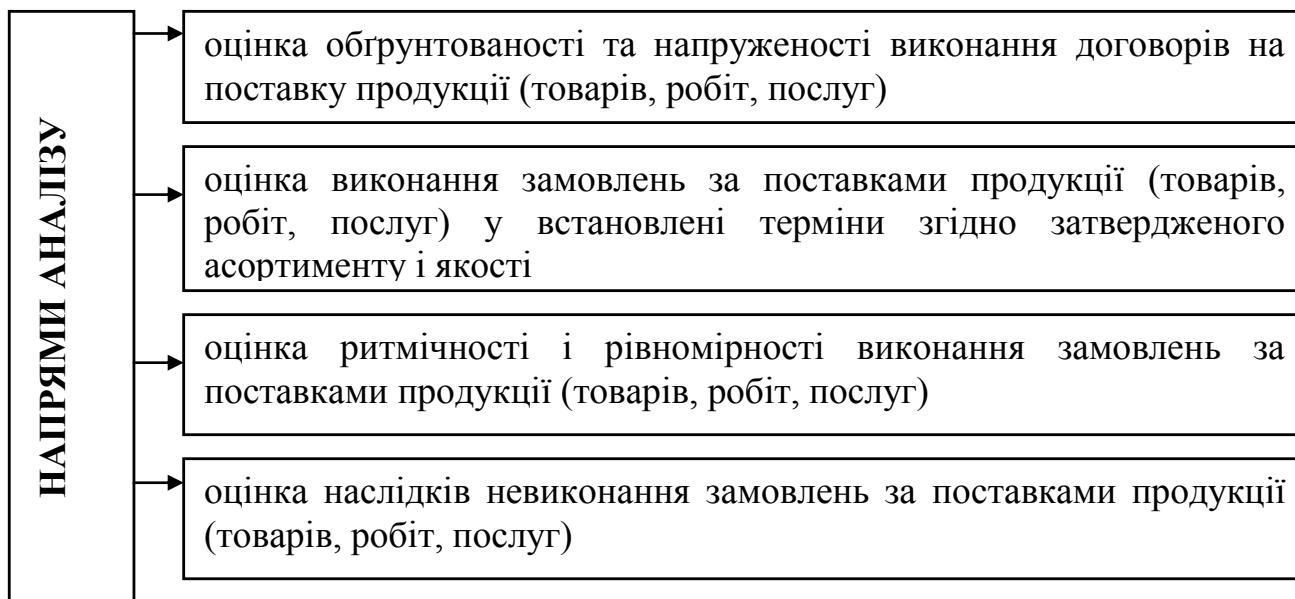 НАПРЯМИ АНАЛІЗУ
оцінка обґрунтованості та напруженості виконання договорів на
поставку продукції (товарів, робіт, послуг)
оцінка виконання замовлень за поставками продукції (товарів,
робіт, послуг) у встановлені терміни згідно затвердженого
асортименту і якості
оцінка ритмічності і рівномірності виконання замовлень за
поставками продукції (товарів, робіт, послуг)
оцінка наслідків невиконання замовлень за поставками продукції
(товарів, робіт, послуг)